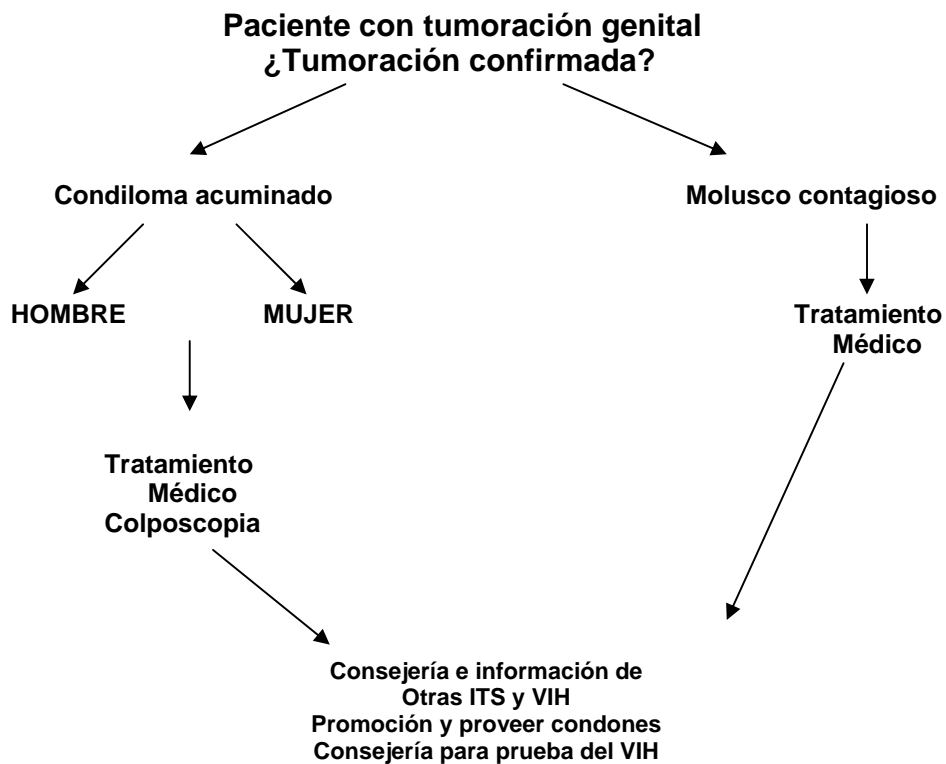 Paciente con tumoración genital
¿Tumoración confirmada?
Condiloma acuminado
Molusco contagioso
HOMBRE
MUJER
Tratamiento
Médico
Tratamiento
Médico
Colposcopia
Consejería e información de
Otras ITS y VIH
Promoción y proveer condones
Consejería para prueba del VIH